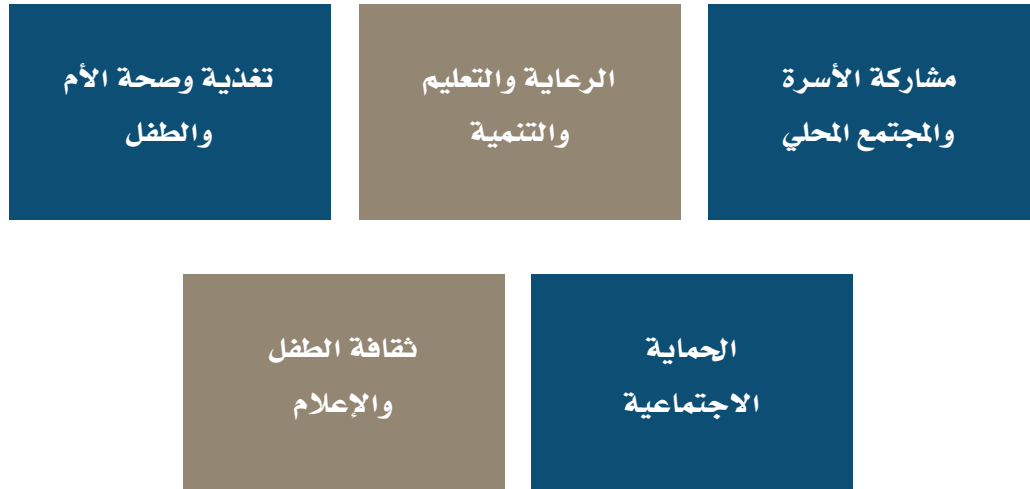 مشاركة الأسرة
والمجتمع المحلي
الرعاية والتعليم
والتنمية
تغذية وصحة الأم
والطفل
الحماية
الاجتماعية
ثقافة الطفل
والإعلام